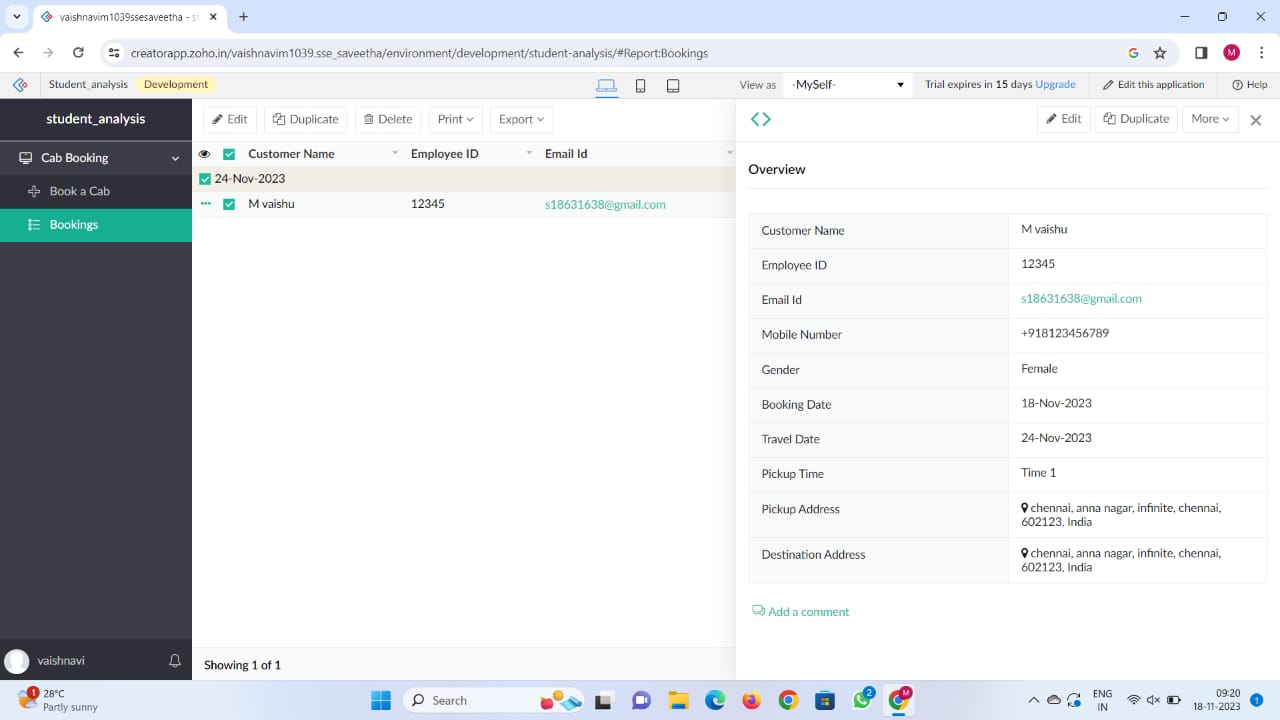 vaishnavim1039ssesaveetha - st
creatorapp.zoho.in/vaishnavim1039.sse_saveetha/environment/development/student-analysis/#Report:Bookings
M
Student_analysis Development View as -MySelf- Trial expires in 15 days Upgrade Edit this application Help
student_analysis
Cab Booking
Book a Cab
Bookings
vaishnavi
Edit Duplicate Delete Print Export
Customer Name Employee ID Email Id
24-Nov-2023
M vaishu 12345 s18631638@gmail.com
Showing 1 of 1
Edit Duplicate More
Overview
Customer Name M vaishu
Employee ID 12345
Email Id s18631638@gmail.com
Mobile Number +918123456789
Gender Female
Booking Date 18-Nov-2023
Travel Date 24-Nov-2023
Pickup Time Time 1
Pickup Address chennai, anna nagar, infinite, chennai,
602123, India
Destination Address chennai, anna nagar, infinite, chennai,
602123, India
Add a comment
1 28°C
Partly sunny
Search
2
M
ENG
IN
09:20
18-11-2023
1